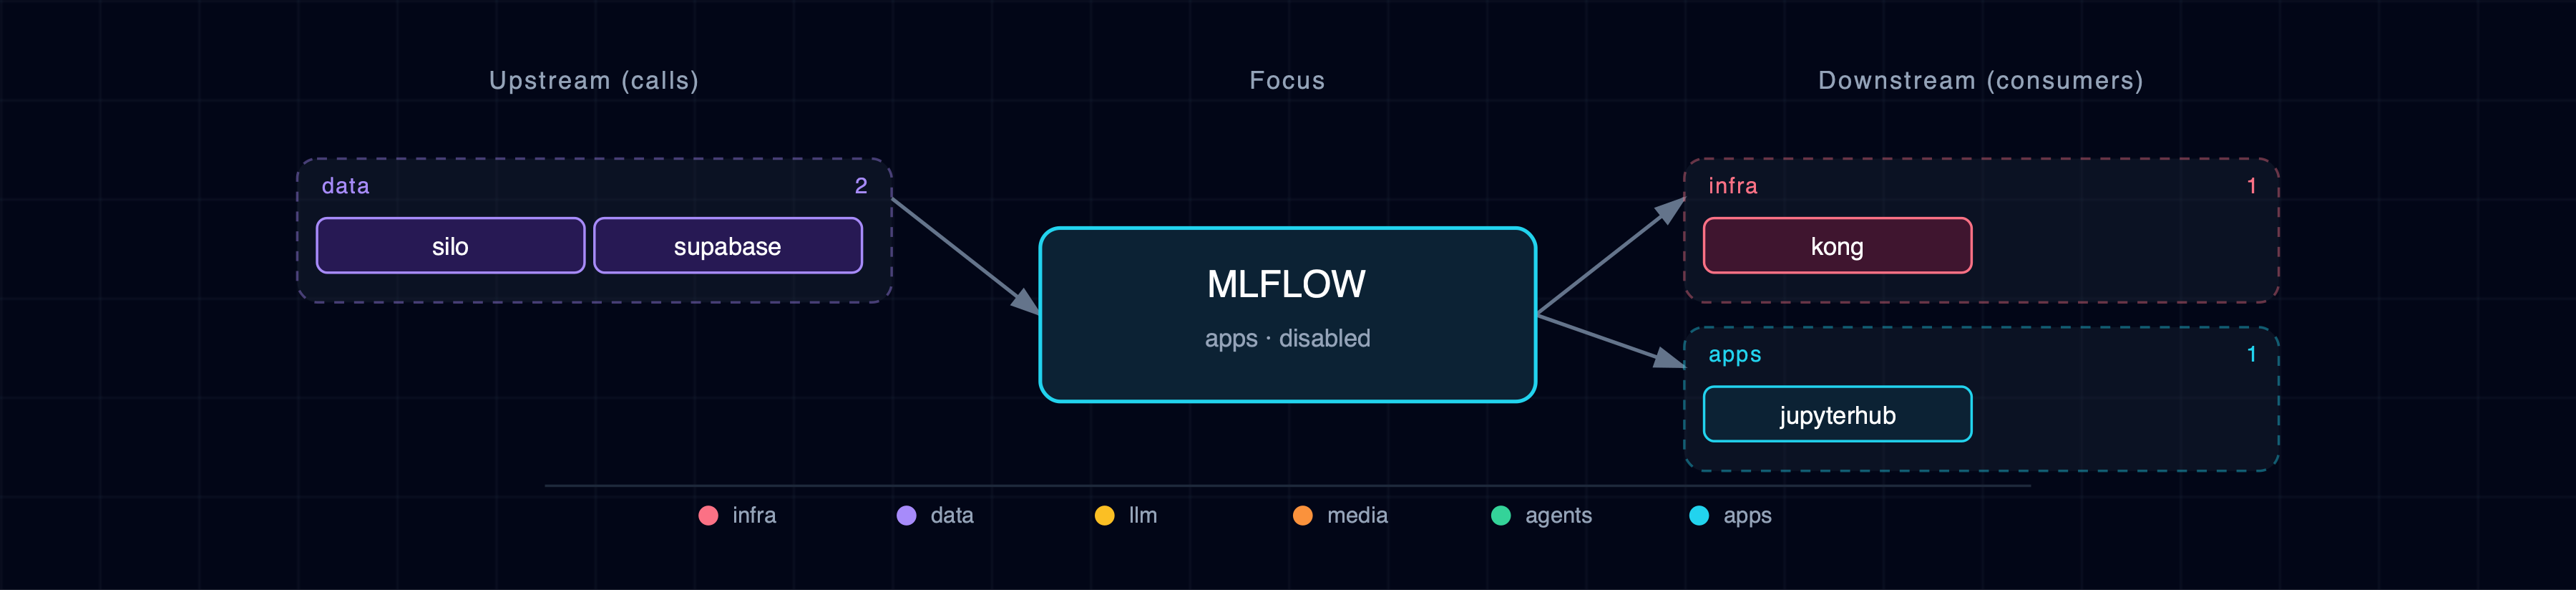 Upstream (calls)
Focus
Downstream (consumers)
data 2
silo
supabase
MLFLOW
apps · disabled
infra 1
kong
apps 1
jupyterhub
infra
data
llm
media
agents
apps